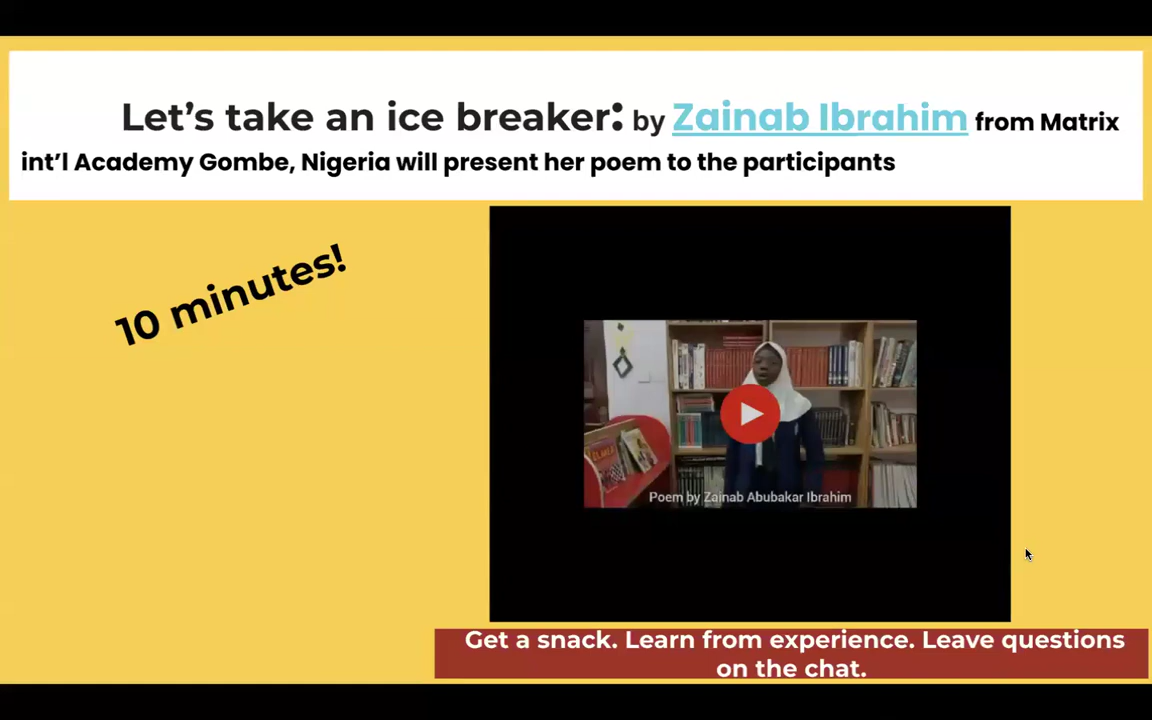 Let's take an ice breaker: by Zainab Ibrahim from Matrix
int'l Academy Gombe, Nigeria will present her poem to the participants
10 minutes!
Poem by Zainab Abubakar Ibrahim
Get a snack. Learn from experience. Leave questions
on the chat.